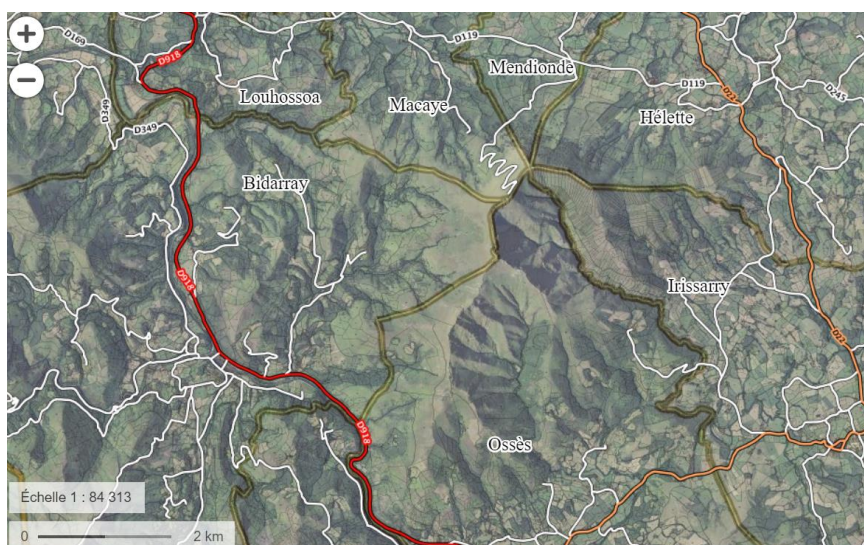 +
−
D169
D918
D119
Mendionde
Louhossoa
Macaye
D119
D22
D245
D349
Hélette
D349
Bidarray
D918
Irissarry
D22
D918
Ossès
Échelle 1 : 84 313
0 2 km